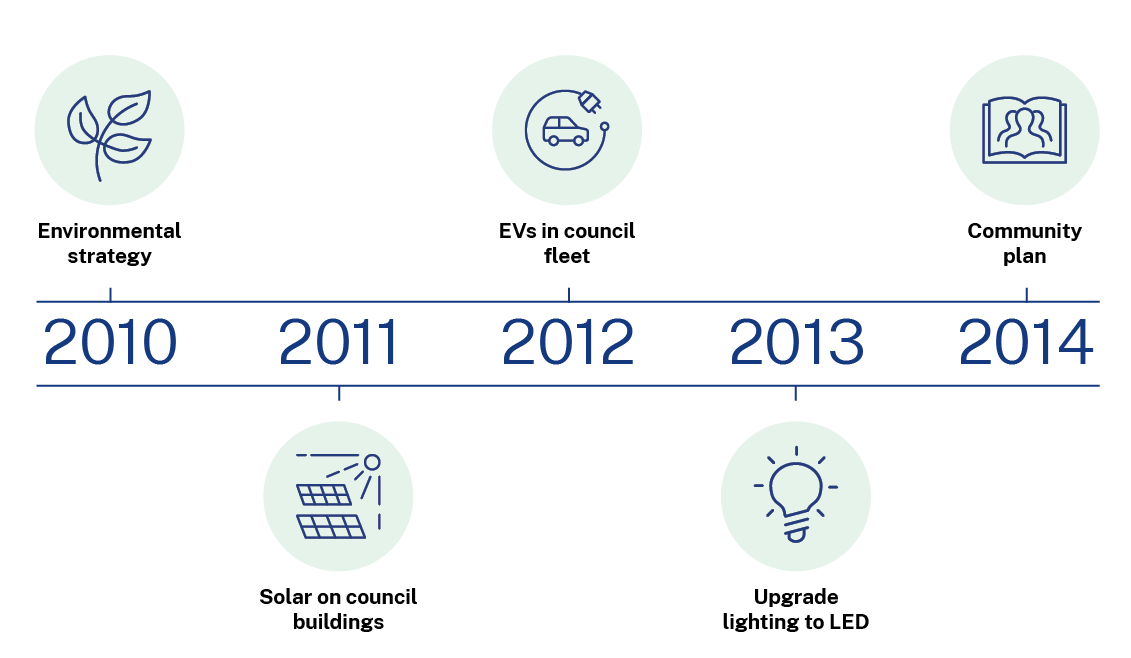 Environmental
strategy
EVs in council
fleet
Community
plan
2010 2011 2012 2013 2014
Solar on council
buildings
Upgrade
lighting to LED